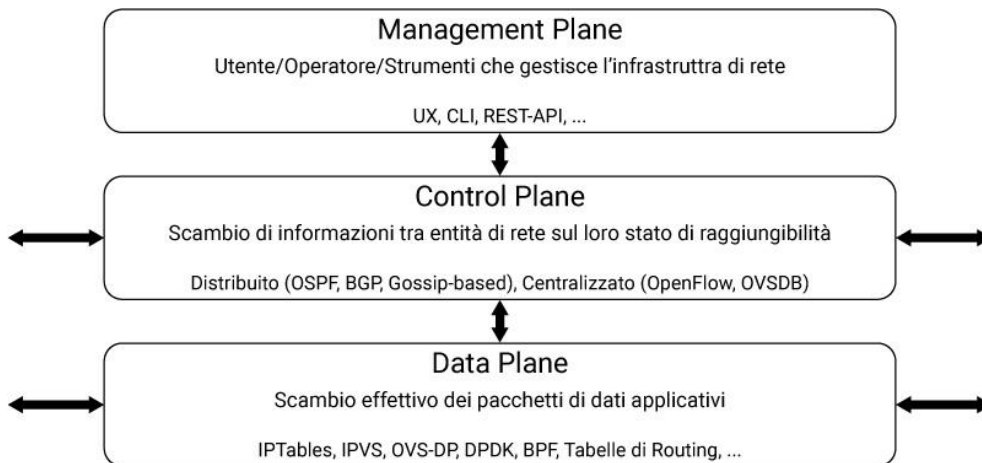 Management Plane
Utente/Operatore/Strumenti che gestisce l'infrastruttra di rete
UX, CLI, REST-API, ...
Control Plane
Scambio di informazioni tra entità di rete sul loro stato di raggiungibilità
Distribuito (OSPF, BGP, Gossip-based), Centralizzato (OpenFlow, OVSDB)
Data Plane
Scambio effettivo dei pacchetti di dati applicativi
IPTables, IPVS, OVS-DP, DPDK, BPF, Tabelle di Routing, ...